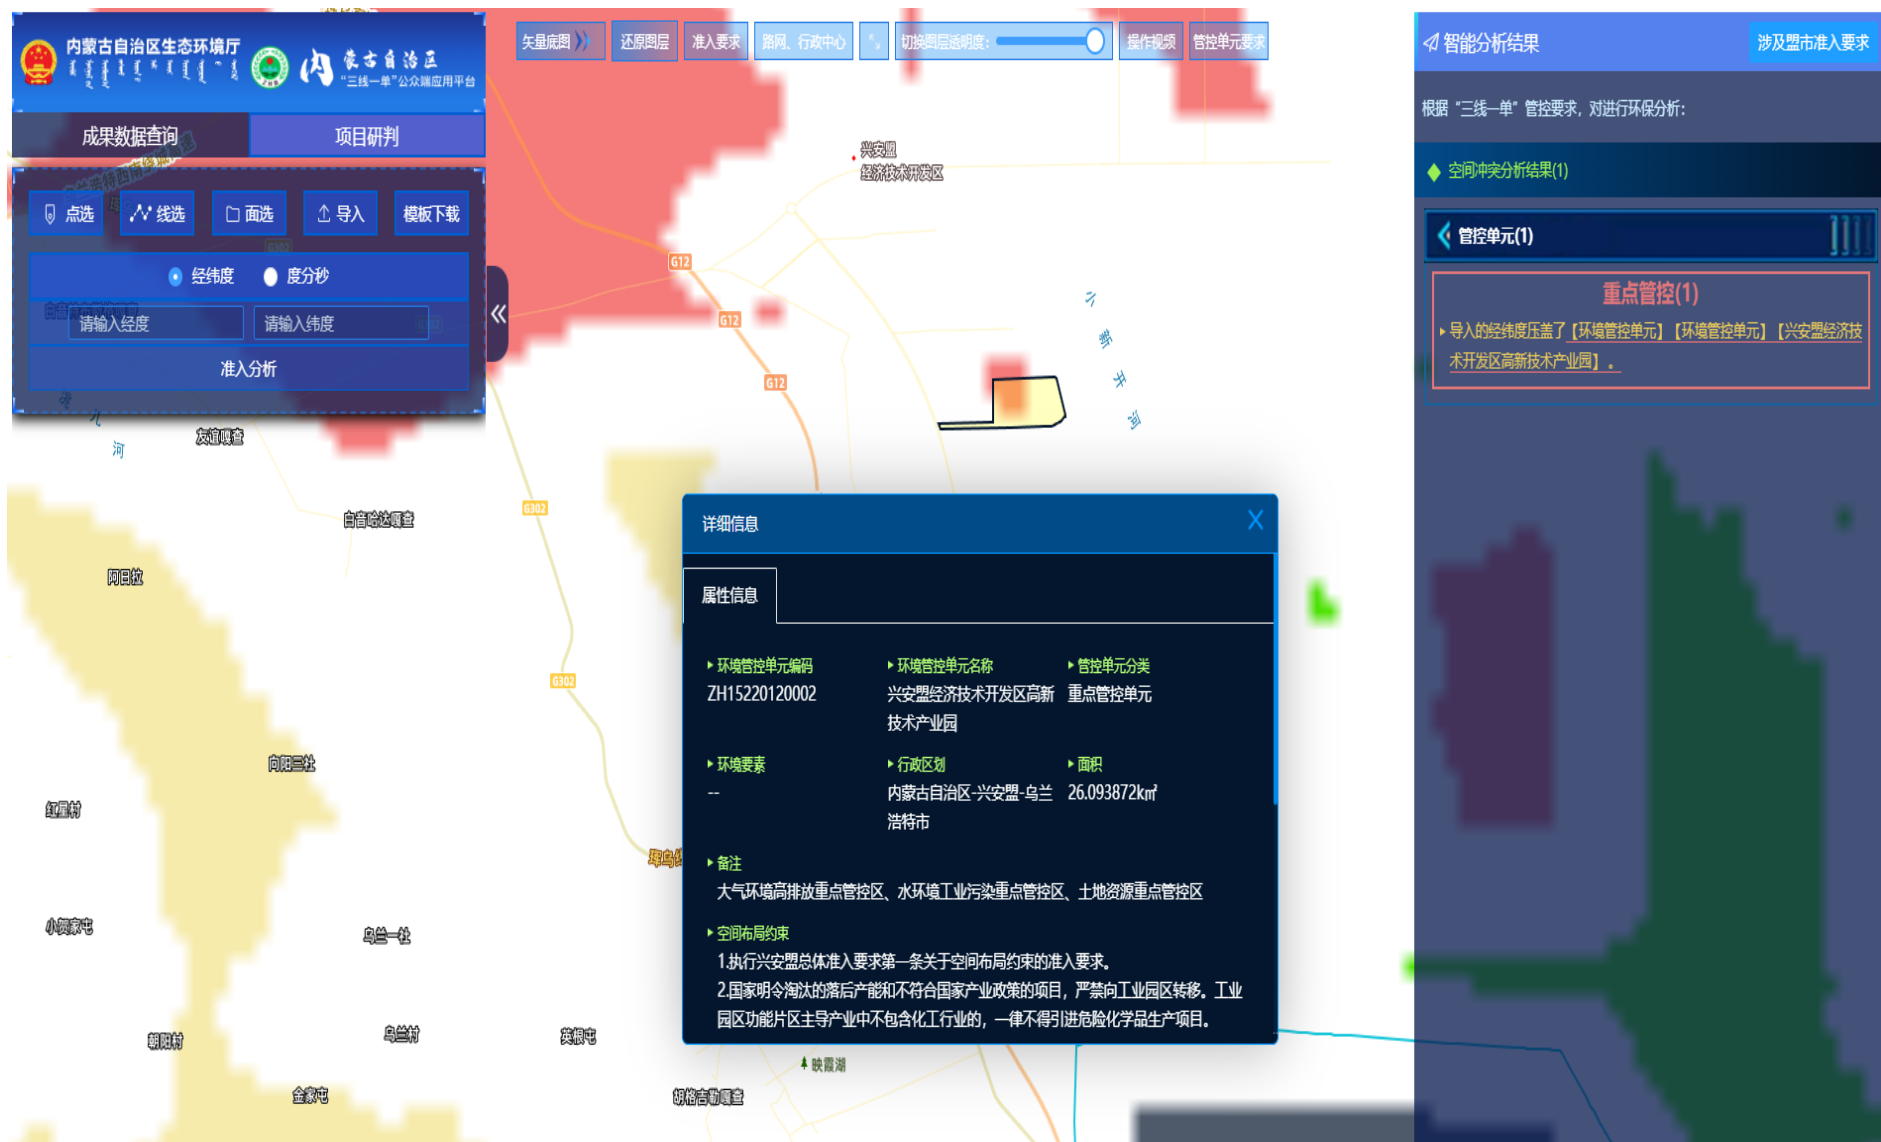 内蒙古自治区生态环境厅
蒙古自治区
“三线一单”公众端应用平台
成果数据查询
项目研判
点选
线选
面选
导入
模板下载
经纬度
度分秒
请输入经度
请输入纬度
准入分析
矢量底图
还原图层
准入要求
路网、行政中心
切换图层透明度：
操作视频
管控单元要求
智能分析结果
涉及盟市准入要求
根据“三线一单”管控要求，对进行环保分析：
空间冲突分析结果(1)
管控单元(1)
重点管控(1)
导入的经纬度压盖了【环境管控单元】【环境管控单元】【兴安盟经济技
术开发区高新技术产业园】。
兴安盟
经济技术开发区
G12
G12
G12
G302
G302
G302
小新开河
河
友谊嘎查
白音哈达嘎查
阿日拉
向阳三社
红星村
小贺家屯
乌兰一社
朝阳村
乌兰村
英根屯
金家屯
胡格吉勒嘎查
映霞湖
详细信息
X
属性信息
环境管控单元编码
环境管控单元名称
管控单元分类
ZH15220120002
兴安盟经济技术开发区高新
技术产业园
重点管控单元
环境要素
行政区划
面积
--
内蒙古自治区-兴安盟-乌兰
浩特市
26.093872k㎡
备注
大气环境高排放重点管控区、水环境工业污染重点管控区、土地资源重点管控区
空间布局约束
1.执行兴安盟总体准入要求第一条关于空间布局约束的准入要求。
2.国家明令淘汰的落后产能和不符合国家产业政策的项目，严禁向工业园区转移。工业
园区功能片区主导产业中不包含化工行业的，一律不得引进危险化学品生产项目。